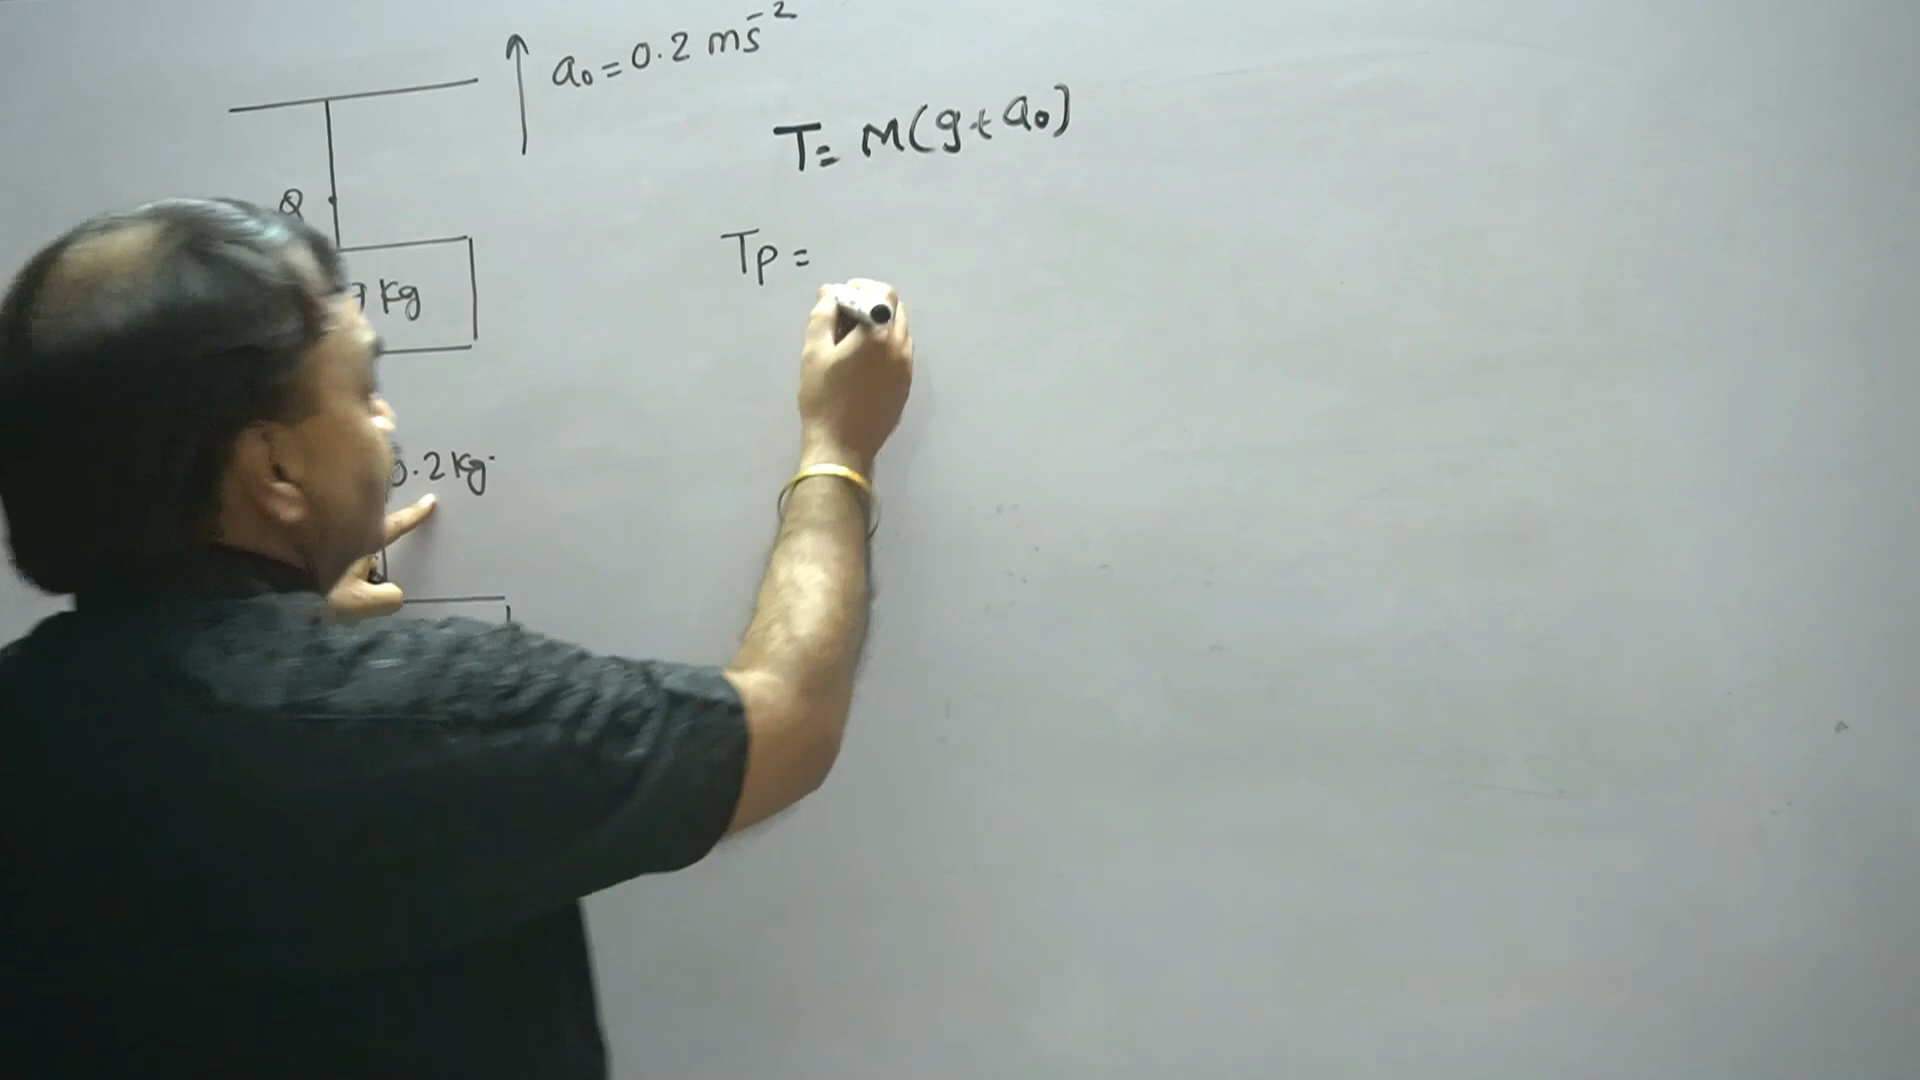 a₀ = 0.2 ms⁻²
T = M(g + a₀)
Q
Tp =
Kg
0.2 Kg.